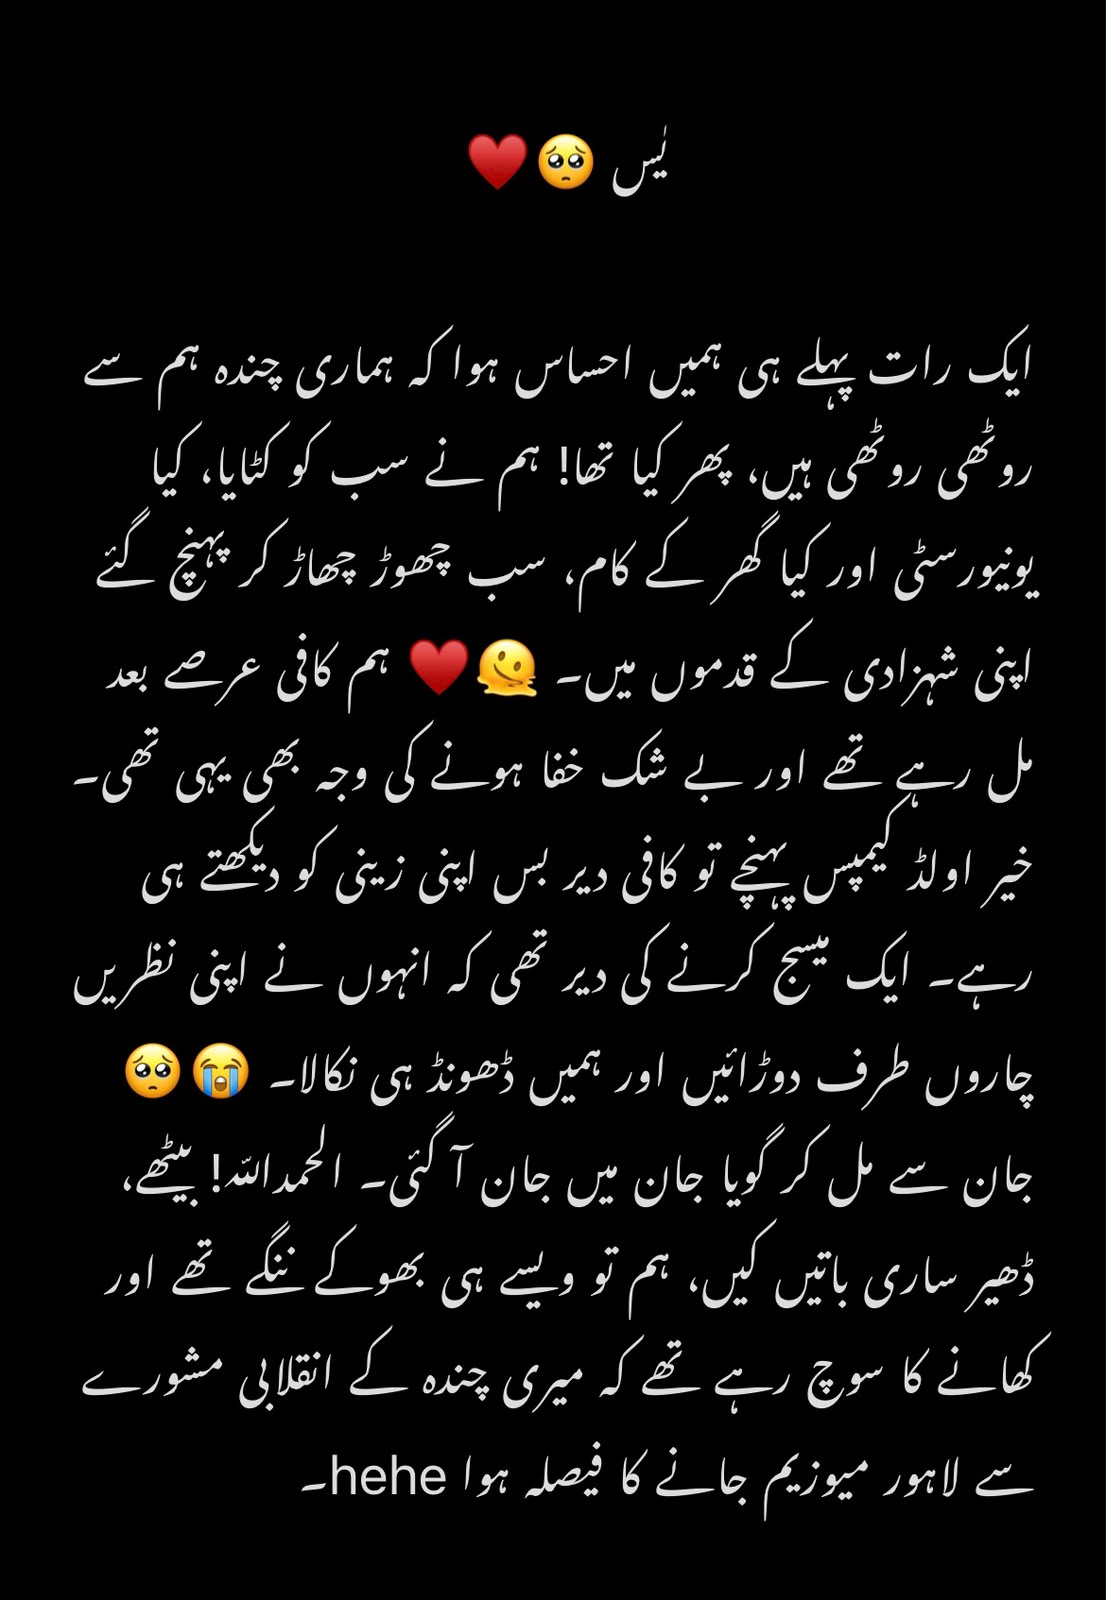 یٰس 🥺♥️
ایک رات پہلے ہی ہمیں احساس ہوا کہ ہماری چندہ ہم سے
روٹھی روٹھی ہیں، پھر کیا تھا! ہم نے سب کو کٹایا، کیا
یونیورسٹی اور کیا گھر کے کام، سب چھوڑ چھاڑ کر پہنچ گئے
اپنی شہزادی کے قدموں میں۔ 🫠♥️ ہم کافی عرصے بعد
مل رہے تھے اور بے شک خفا ہونے کی وجہ بھی یہی تھی۔
خیر اولڈ کیمپس پہنچے تو کافی دیر بس اپنی زینی کو دیکھتے ہی
رہے۔ ایک میسج کرنے کی دیر تھی کہ انہوں نے اپنی نظریں
چاروں طرف دوڑائیں اور ہمیں ڈھونڈ ہی نکالا۔ 😭🥺
جان سے مل کر گویا جان میں جان آ گئی۔ الحمداللہ! بیٹھے،
ڈھیر ساری باتیں کیں، ہم تو ویسے ہی بھوکے ننگے تھے اور
کھانے کا سوچ رہے تھے کہ میری چندہ کے انقلابی مشورے
سے لاہور میوزیم جانے کا فیصلہ ہوا hehe۔